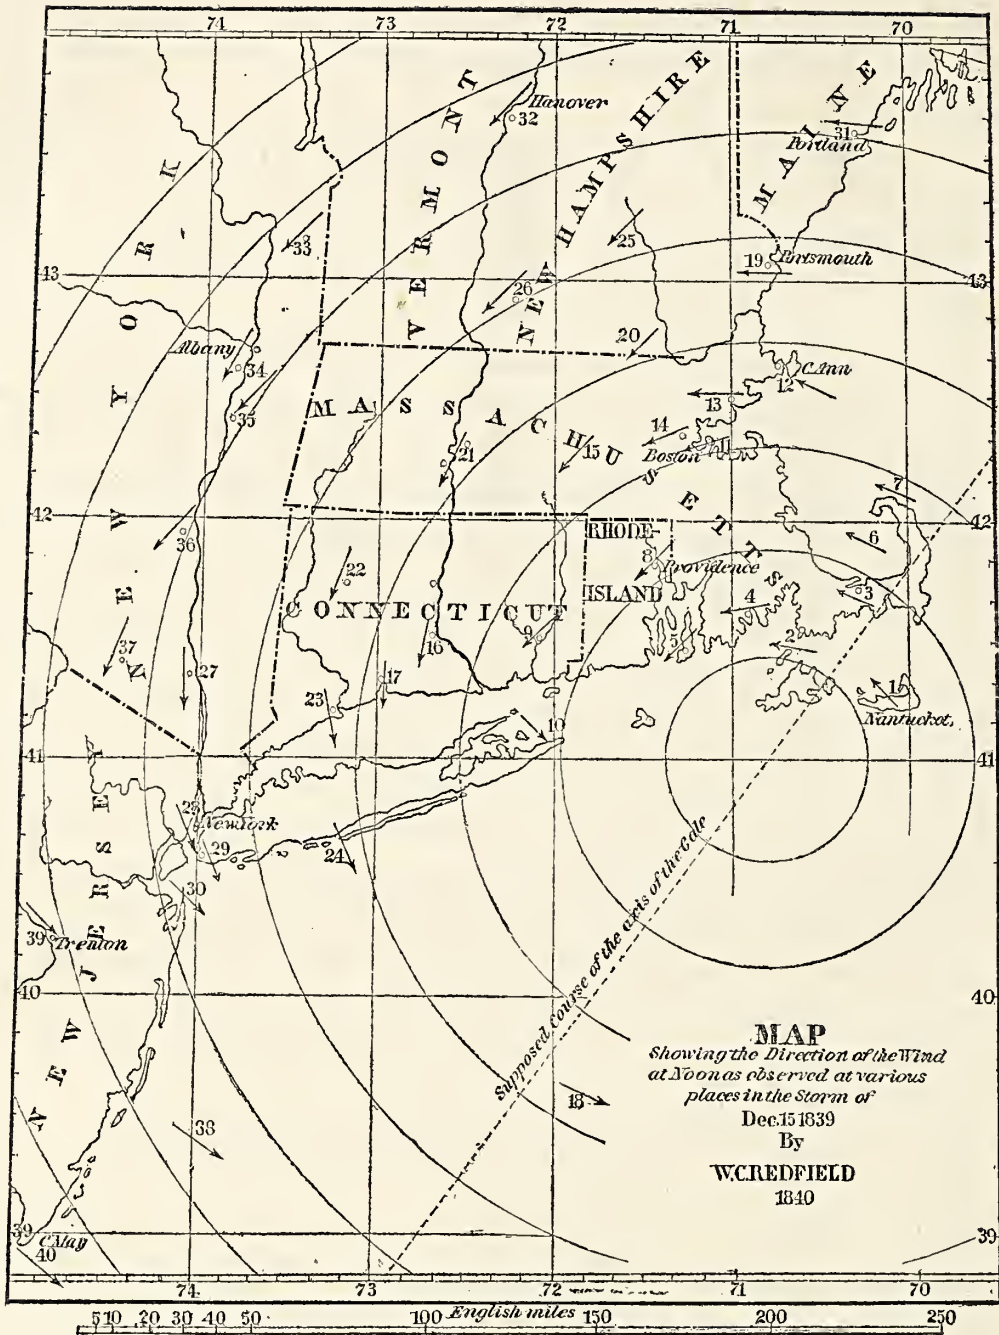 74 73 72 71 70
Hanover
32
31
Portland
NEW YORK
VERMONT
NEW HAMPSHIRE
MAINE
33
25
19
Portsmouth
43
43
26
20
Albany
34
35
C. Ann
12
13
14
Boston
15
21
MASSACHUSETTS
42
42
36
7
6
RHODE-
ISLAND
8
Providence
22
CONNECTICUT
3
4
9
16
5
2
37
27
17
23
1
Nantucket.
10
41
41
28
New York
29
24
30
39
Trenton
NEW JERSEY
40
40
Supposed Course of the axis of the Gale
18
38
MAP
Showing the Direction of the Wind
at Noon as observed at various
places in the Storm of
Dec. 15 1839
By
W.C. REDFIELD
1840
39
39
C. May
40
74 73 72 71 70
English miles
5 10 20 30 40 50 100 150 200 250